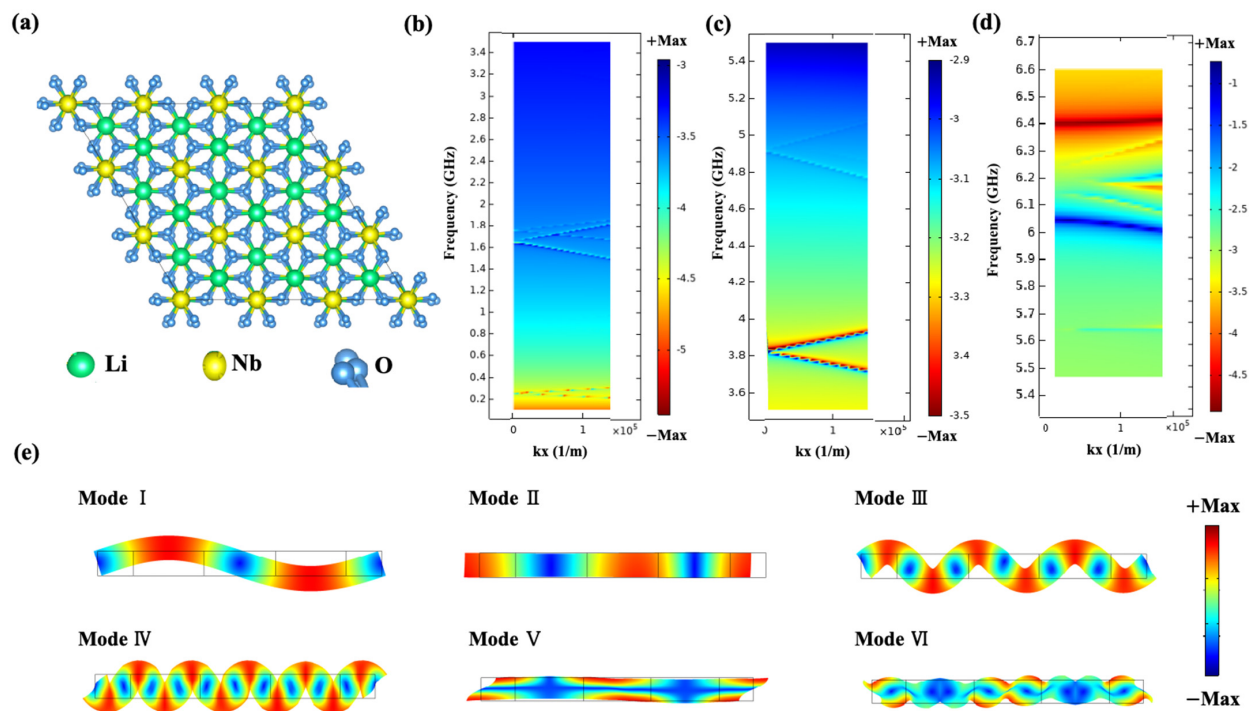 (a)
Li
Nb
O
(b)
+Max
Frequency (GHz)
3.4
3.2
3
2.8
2.6
2.4
2.2
2
1.8
1.6
1.4
1.2
1
0.8
0.6
0.4
0.2
0
1
×10⁵
kx (1/m)
-3
-3.5
-4
-4.5
-5
−Max
(c)
+Max
Frequency (GHz)
5.4
5.2
5
4.8
4.6
4.4
4.2
4
3.8
3.6
0
1
×10⁵
kx (1/m)
-2.9
-3
-3.1
-3.2
-3.3
-3.4
-3.5
−Max
(d)
+Max
Frequency (GHz)
6.7
6.6
6.5
6.4
6.3
6.2
6.1
6
5.9
5.8
5.7
5.6
5.5
5.4
0
1
×10⁵
kx (1/m)
-1
-1.5
-2
-2.5
-3
-3.5
-4
-4.5
−Max
(e)
Mode Ⅰ
Mode Ⅱ
Mode Ⅲ
Mode Ⅳ
Mode Ⅴ
Mode Ⅵ
+Max
−Max